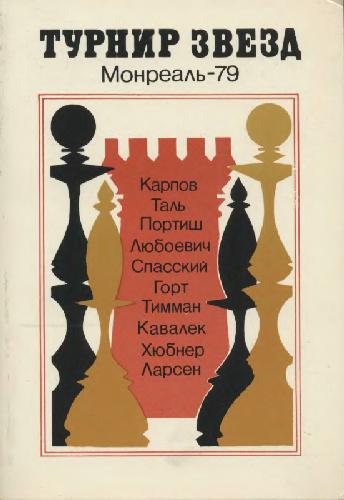 ТУРНИР ЗВЕЗД
Монреаль-79
Карпов
Таль
Портиш
Любоевич
Спасский
Горт
Тимман
Кавалек
Хюбнер
Ларсен